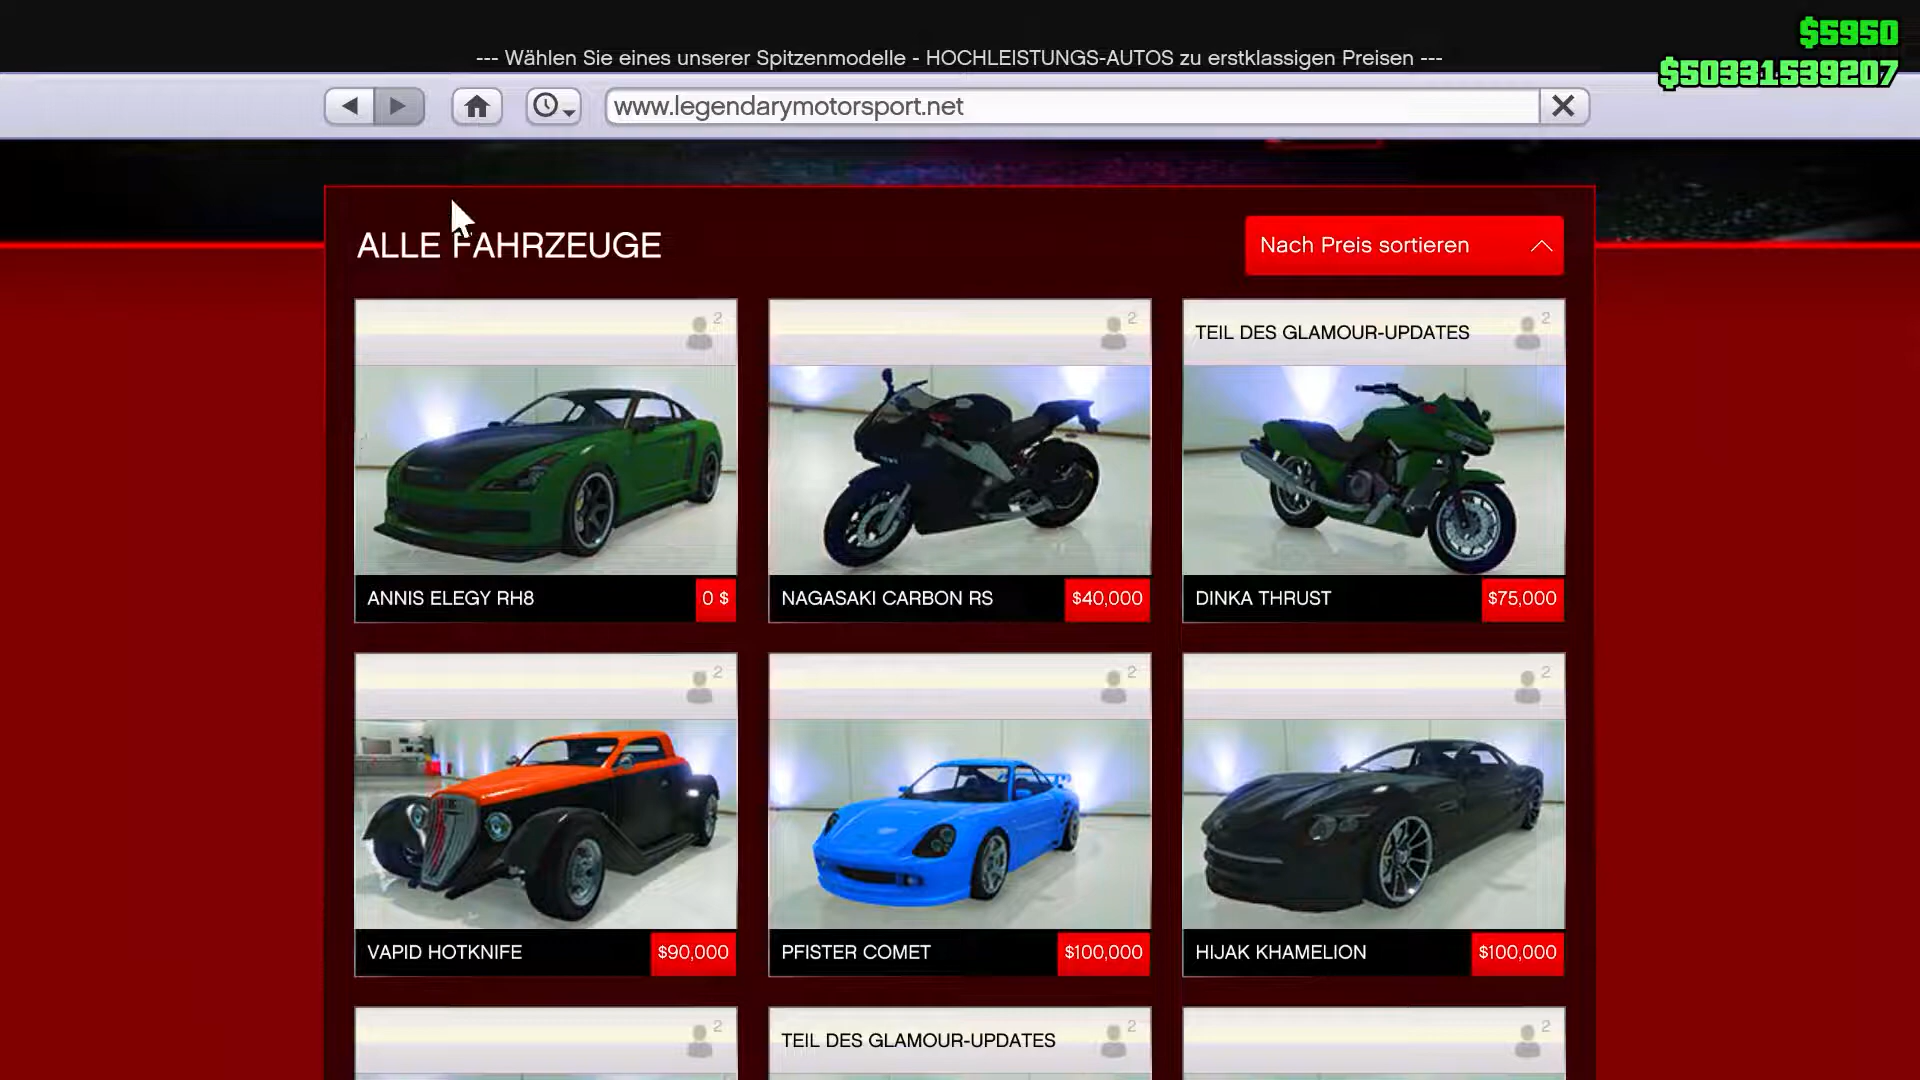 $5950
--- Wählen Sie eines unserer Spitzenmodelle - HOCHLEISTUNGS-AUTOS zu erstklassigen Preisen ---
$50331539207
www.legendarymotorsport.net
ALLE FAHRZEUGE
Nach Preis sortieren
2
2
TEIL DES GLAMOUR-UPDATES
2
ANNIS ELEGY RH8
0 $
NAGASAKI CARBON RS
$40,000
DINKA THRUST
$75,000
2
2
2
VAPID HOTKNIFE
$90,000
PFISTER COMET
$100,000
HIJAK KHAMELION
$100,000
2
TEIL DES GLAMOUR-UPDATES
2
2